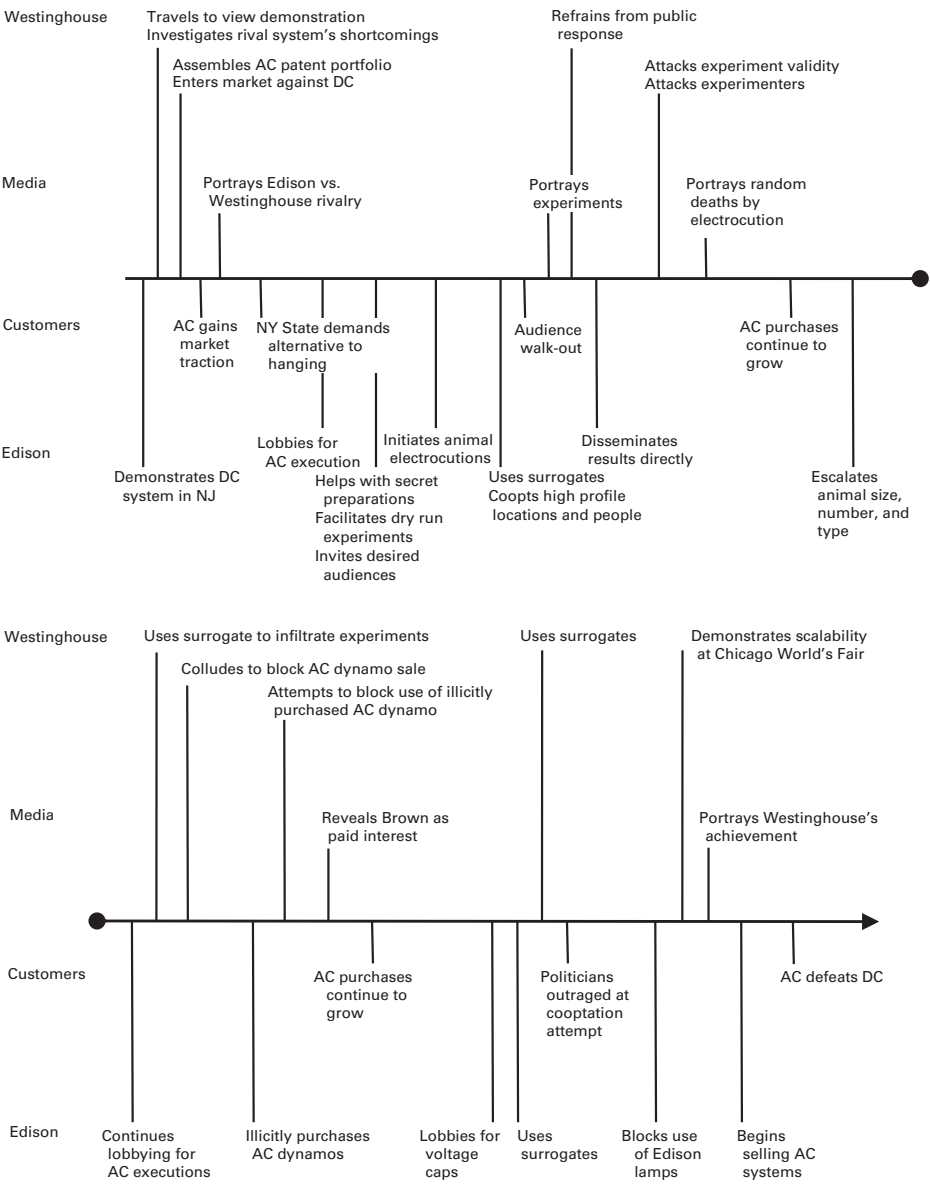 Westinghouse
Travels to view demonstration
Investigates rival system's shortcomings
Refrains from public
response
Assembles AC patent portfolio
Enters market against DC
Attacks experiment validity
Attacks experimenters
Media
Portrays Edison vs.
Westinghouse rivalry
Portrays
experiments
Portrays random
deaths by
electrocution
Customers
AC gains
market
traction
NY State demands
alternative to
hanging
Audience
walk-out
AC purchases
continue to
grow
Edison
Demonstrates DC
system in NJ
Lobbies for
AC execution
Helps with secret
preparations
Facilitates dry run
experiments
Invites desired
audiences
Initiates animal
electrocutions
Uses surrogates
Coopts high profile
locations and people
Disseminates
results directly
Escalates
animal size,
number, and
type
Westinghouse
Uses surrogate to infiltrate experiments
Colludes to block AC dynamo sale
Attempts to block use of illicitly
purchased AC dynamo
Uses surrogates
Demonstrates scalability
at Chicago World's Fair
Media
Reveals Brown as
paid interest
Portrays Westinghouse's
achievement
Customers
AC purchases
continue to
grow
Politicians
outraged at
cooptation
attempt
AC defeats DC
Edison
Continues
lobbying for
AC executions
Illicitly purchases
AC dynamos
Lobbies for
voltage
caps
Uses
surrogates
Blocks use
of Edison
lamps
Begins
selling AC
systems